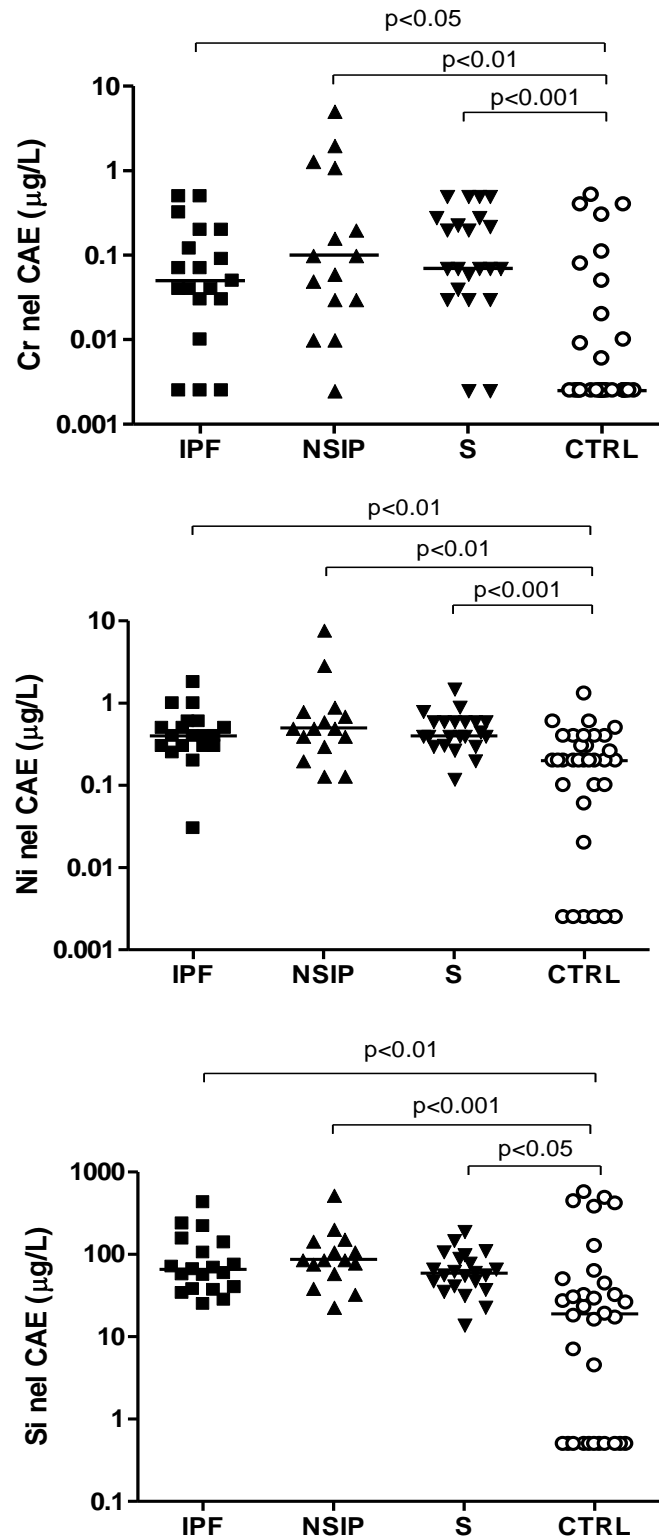 p<0.05
p<0.01
p<0.001
Cr nel CAE (µg/L)
10
1
0.1
0.01
0.001
IPF NSIP S CTRL
p<0.01
p<0.01
p<0.001
Ni nel CAE (µg/L)
10
1
0.1
0.01
0.001
IPF NSIP S CTRL
p<0.01
p<0.001
p<0.05
Si nel CAE (µg/L)
1000
100
10
1
0.1
IPF NSIP S CTRL